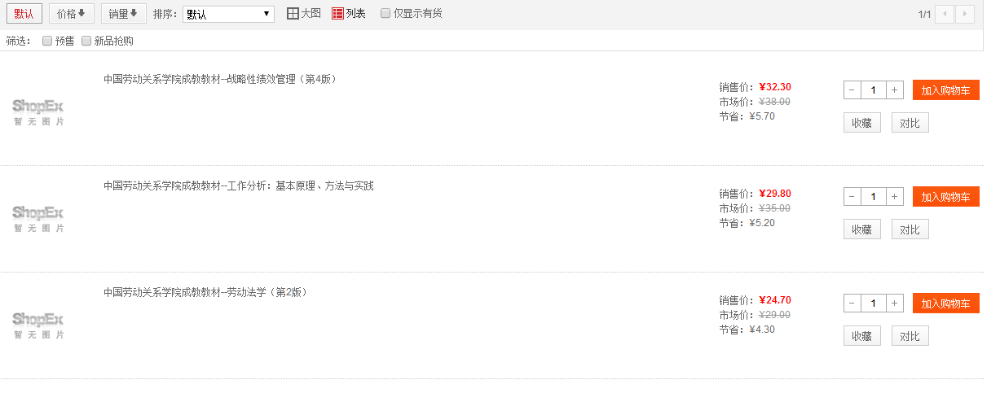 默认 价格 销量 排序： 默认 大图 列表 仅显示有货 1/1
筛选： 预售 新品抢购
中国劳动关系学院成教教材--战略性绩效管理（第4版）
ShopEx
暂无图片
销售价：¥32.30
市场价：¥38.00
节省：¥5.70
- 1 + 加入购物车
收藏 对比
中国劳动关系学院成教教材--工作分析：基本原理、方法与实践
ShopEx
暂无图片
销售价：¥29.80
市场价：¥35.00
节省：¥5.20
- 1 + 加入购物车
收藏 对比
中国劳动关系学院成教教材--劳动法学（第2版）
ShopEx
暂无图片
销售价：¥24.70
市场价：¥29.00
节省：¥4.30
- 1 + 加入购物车
收藏 对比